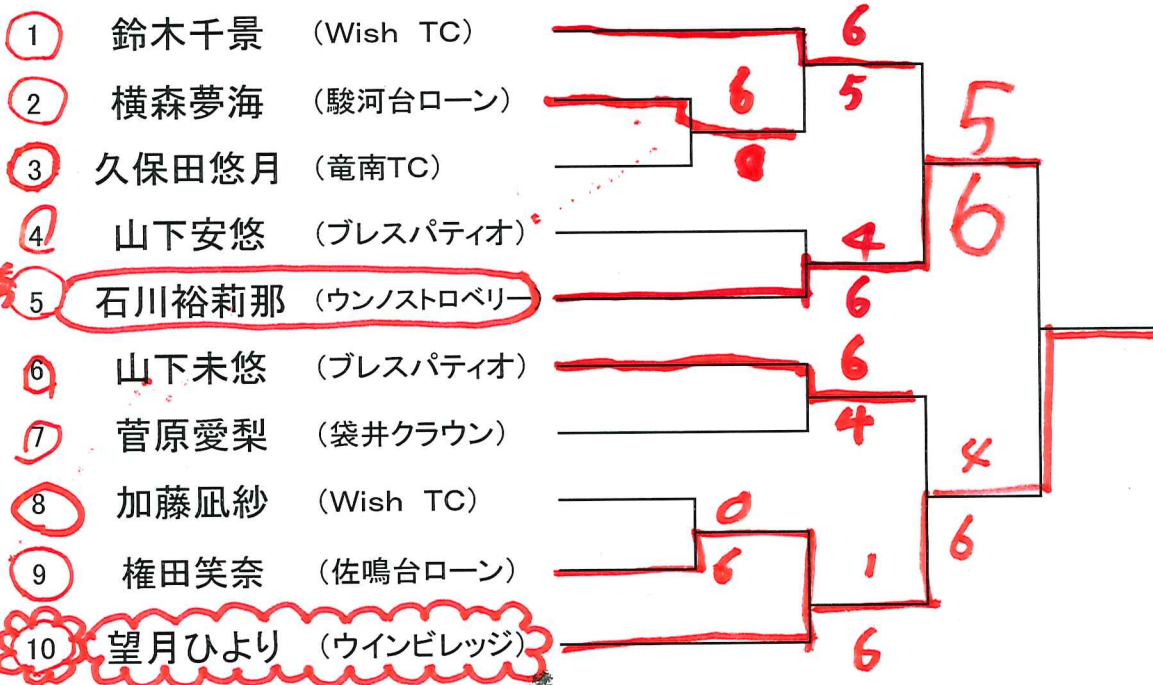 1 鈴木千景 (Wish TC) 6
2 横森夢海 (駿河台ローン) 6 5 5
3 久保田悠月 (竜南TC) 0
4 山下安悠 (ブレスパティオ) 4 6
5 石川裕莉那 (ウンノストロベリー) 6
6 山下未悠 (ブレスパティオ) 6
7 菅原愛梨 (袋井クラウン) 4 4
8 加藤凪紗 (Wish TC) 0
9 権田笑奈 (佐鳴台ローン) 6 1 6
10 望月ひより (ウインビレッジ) 6